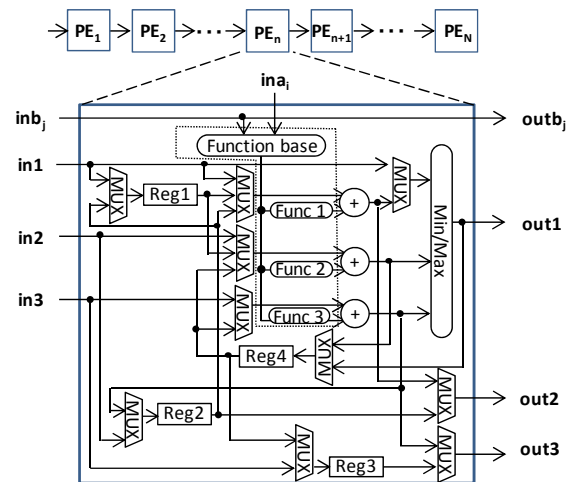 PE1 PE2 ··· PEn PEn+1 ··· PEN
inai
inbj
outbj
Function base
in1
MUX
Reg1
MUX
Func 1
+
MUX
Min/Max
out1
in2
MUX
Func 2
+
in3
MUX
Func 3
+
Reg4
MUX
MUX
Reg2
MUX
out2
MUX
Reg3
MUX
out3